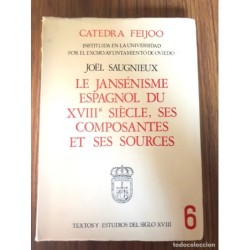 CATEDRA FEIJOO
INSTITUIDA EN LA UNIVERSIDAD
POR EL EXCMO AYUNTAMIENTO DE OVIEDO
JOËL SAUGNIEUX
LE JANSÉNISME
ESPAGNOL DU
XVIIIe SIÈCLE, SES
COMPOSANTES
ET SES SOURCES
TEXTOS Y ESTUDIOS DEL SIGLO XVIII
6
todocoleccion